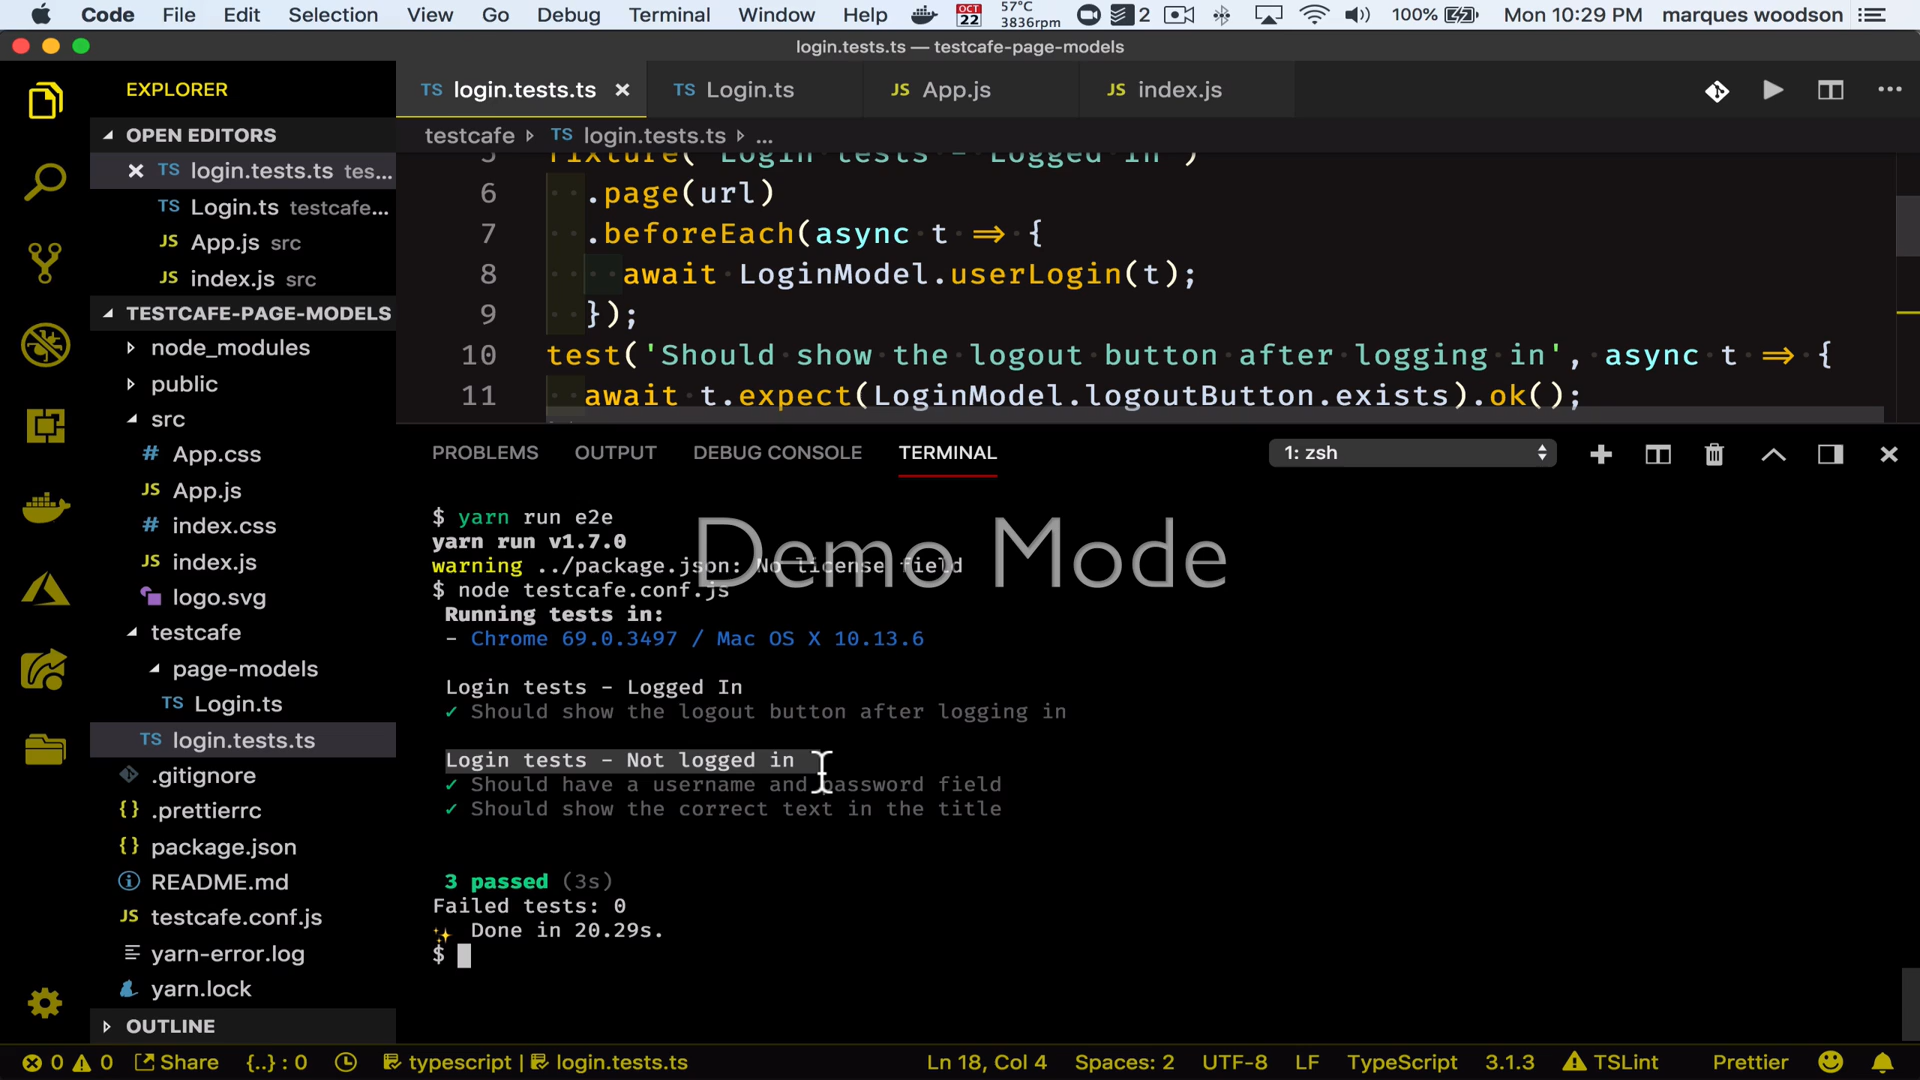 Code File Edit Selection View Go Debug Terminal Window Help OCT 22 57°C 3836rpm 2 100% Mon 10:29 PM marques woodson
login.tests.ts — testcafe-page-models
EXPLORER
TS login.tests.ts TS Login.ts JS App.js JS index.js
OPEN EDITORS
testcafe TS login.tests.ts ...
TS login.tests.ts tes...
TS Login.ts testcafe...
JS App.js src
JS index.js src
TESTCAFE-PAGE-MODELS
node_modules
public
src
# App.css
JS App.js
# index.css
JS index.js
logo.svg
testcafe
page-models
TS Login.ts
TS login.tests.ts
.gitignore
{} .prettierrc
{} package.json
README.md
JS testcafe.conf.js
yarn-error.log
yarn.lock
OUTLINE
5 fixture('Login tests - Logged In')
6 .page(url)
7 .beforeEach(async t => {
8 await LoginModel.userLogin(t);
9 });
10 test('Should show the logout button after logging in', async t => {
11 await t.expect(LoginModel.logoutButton.exists).ok();
PROBLEMS OUTPUT DEBUG CONSOLE TERMINAL 1: zsh
$ yarn run e2e
yarn run v1.7.0
warning ../package.json: No license field
$ node testcafe.conf.js
Demo Mode
Running tests in:
- Chrome 69.0.3497 / Mac OS X 10.13.6
Login tests - Logged In
✓ Should show the logout button after logging in
Login tests - Not logged in
✓ Should have a username and password field
✓ Should show the correct text in the title
3 passed (3s)
Failed tests: 0
✨ Done in 20.29s.
$
0 0 Share {..} : 0 typescript | login.tests.ts Ln 18, Col 4 Spaces: 2 UTF-8 LF TypeScript 3.1.3 TSLint Prettier